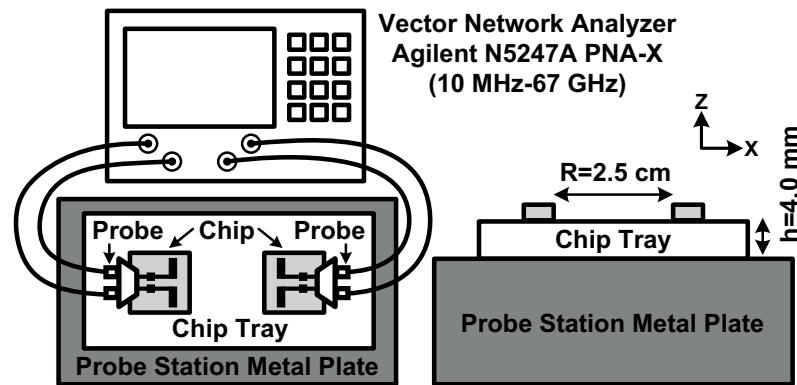 Vector Network Analyzer
Agilent N5247A PNA-X
(10 MHz-67 GHz)
Probe
Chip
Probe
Chip Tray
Probe Station Metal Plate
Z
X
R=2.5 cm
h=4.0 mm
Chip Tray
Probe Station Metal Plate